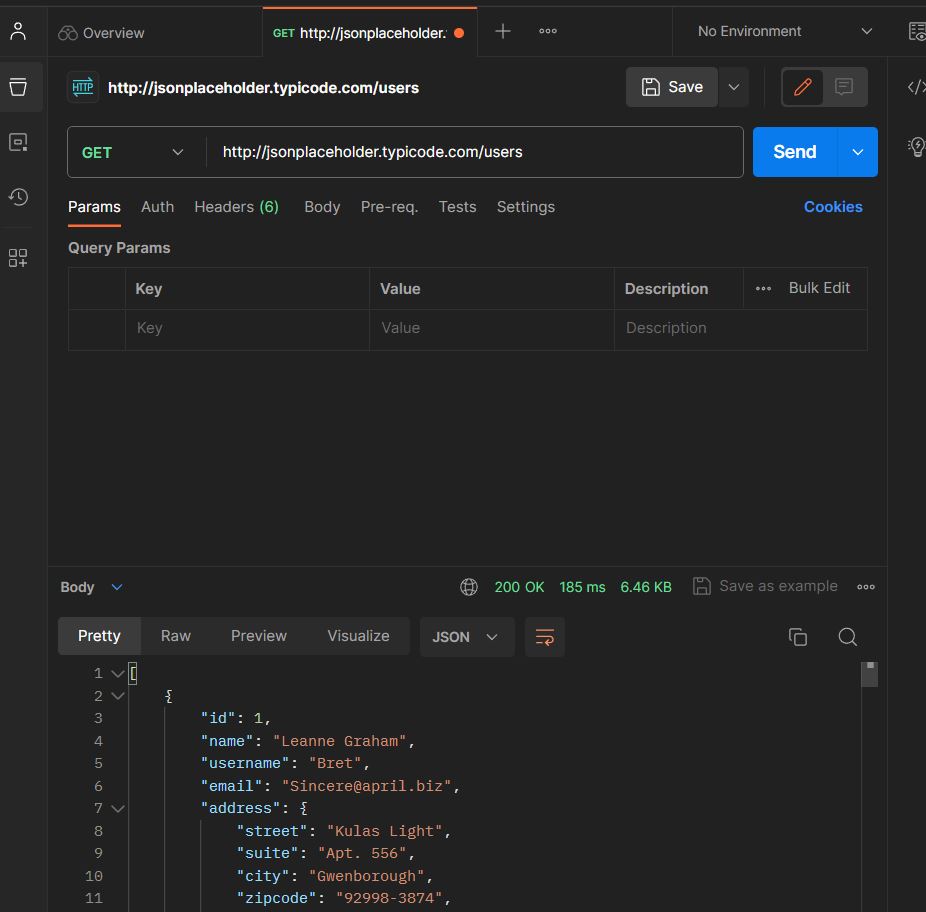 Overview
GET http://jsonplaceholder.
No Environment
HTTP http://jsonplaceholder.typicode.com/users
Save
GET http://jsonplaceholder.typicode.com/users
Send
Params Auth Headers (6) Body Pre-req. Tests Settings Cookies
Query Params
Key Value Description Bulk Edit
Key Value Description
Body 200 OK 185 ms 6.46 KB Save as example
Pretty Raw Preview Visualize JSON
1 [
2 {
3 "id": 1,
4 "name": "Leanne Graham",
5 "username": "Bret",
6 "email": "Sincere@april.biz",
7 "address": {
8 "street": "Kulas Light",
9 "suite": "Apt. 556",
10 "city": "Gwenborough",
11 "zipcode": "92998-3874",